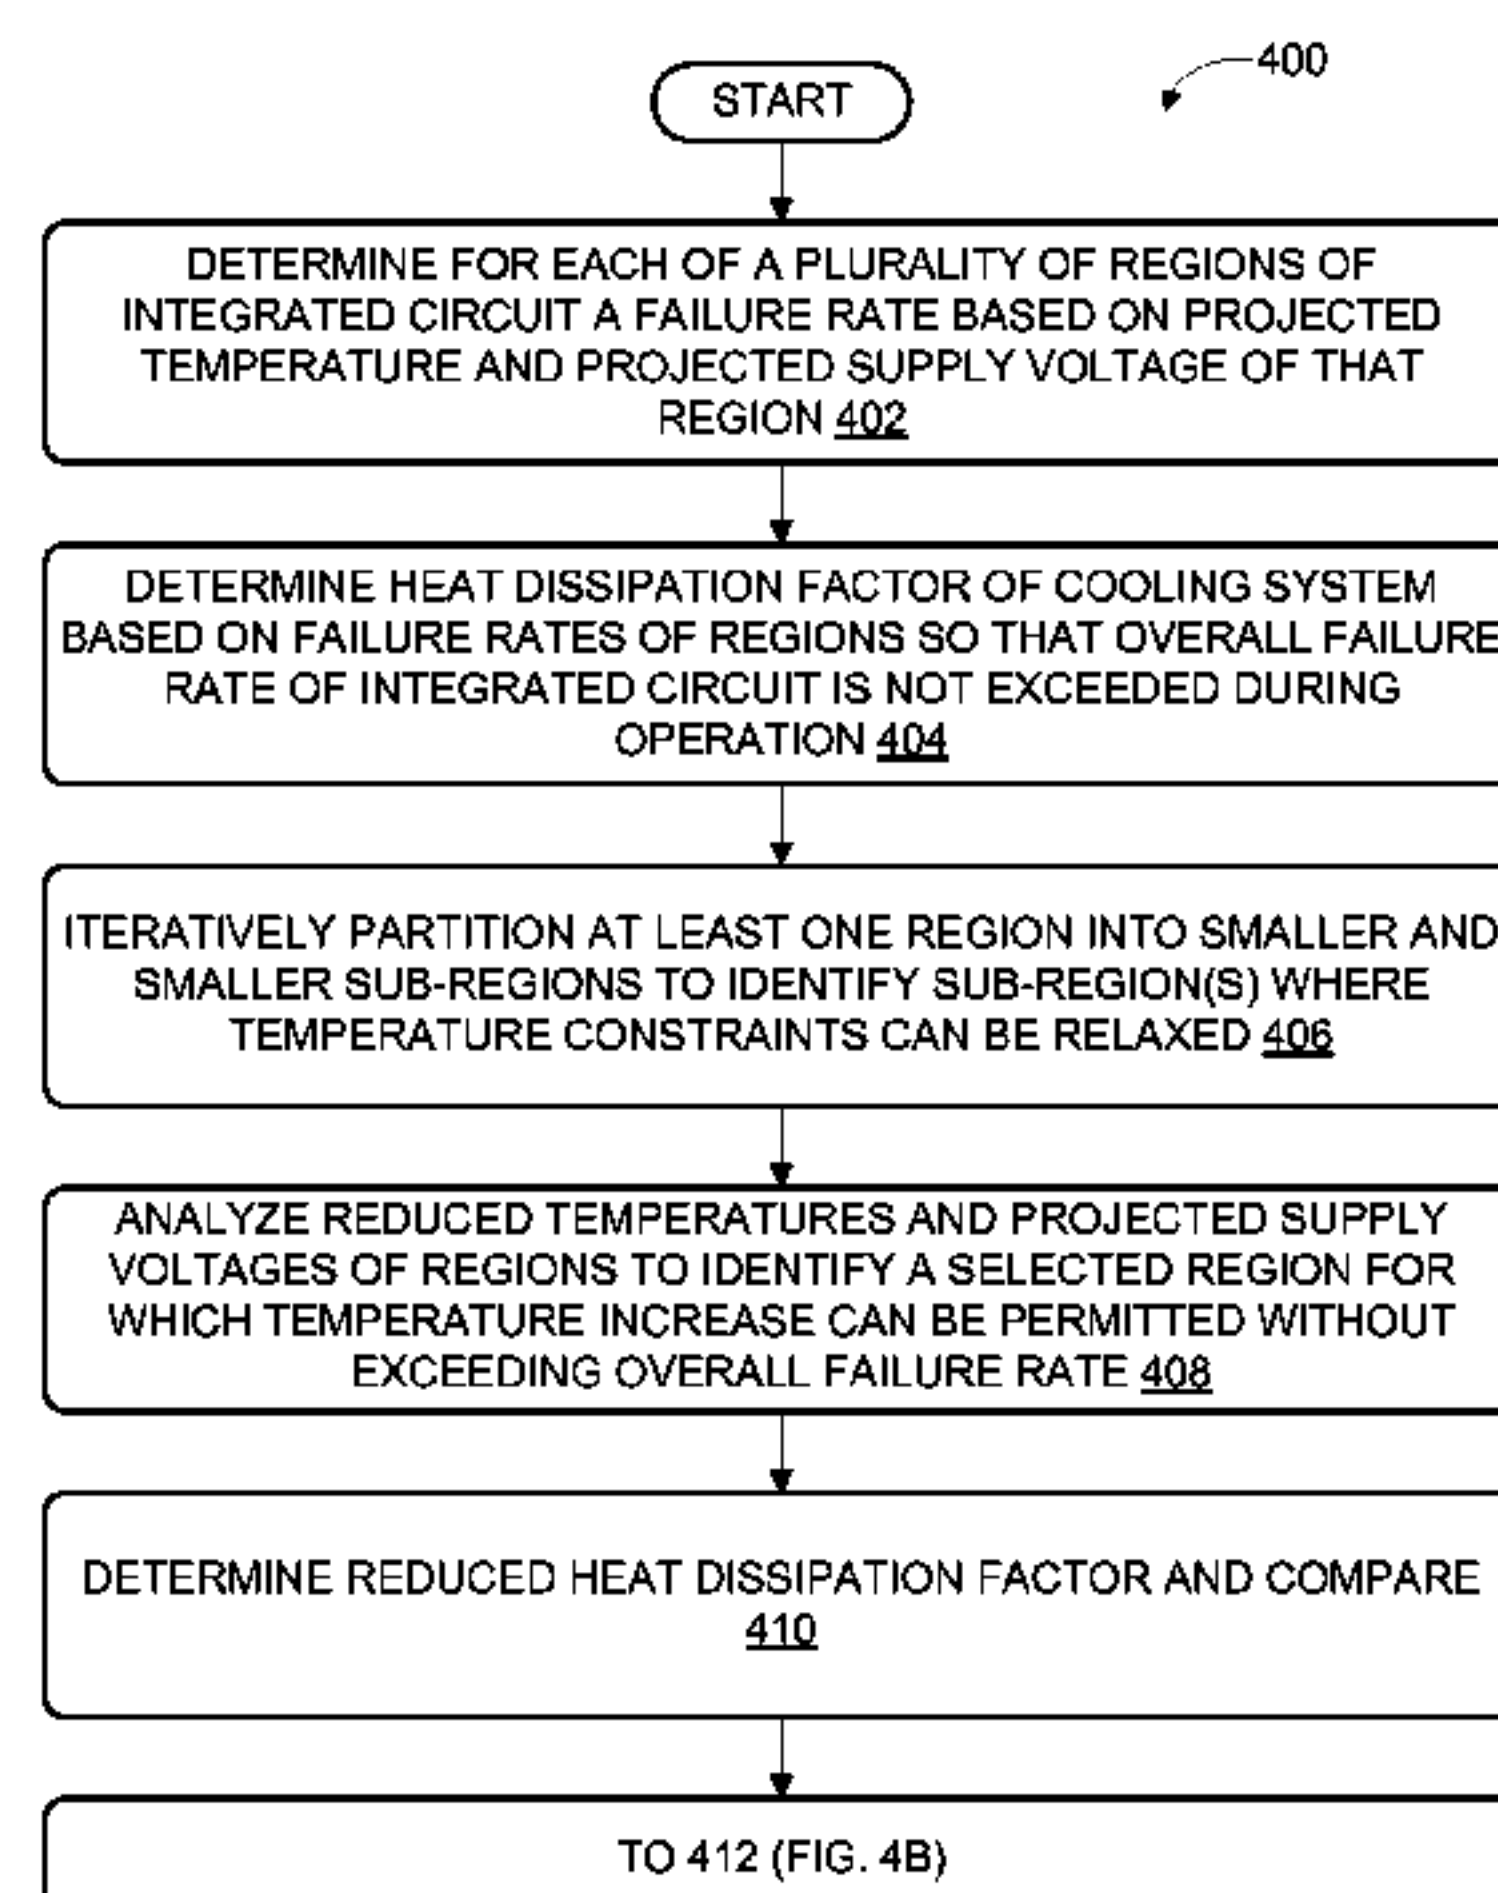 400
START
DETERMINE FOR EACH OF A PLURALITY OF REGIONS OF
INTEGRATED CIRCUIT A FAILURE RATE BASED ON PROJECTED
TEMPERATURE AND PROJECTED SUPPLY VOLTAGE OF THAT
REGION 402
DETERMINE HEAT DISSIPATION FACTOR OF COOLING SYSTEM
BASED ON FAILURE RATES OF REGIONS SO THAT OVERALL FAILURE
RATE OF INTEGRATED CIRCUIT IS NOT EXCEEDED DURING
OPERATION 404
ITERATIVELY PARTITION AT LEAST ONE REGION INTO SMALLER AND
SMALLER SUB-REGIONS TO IDENTIFY SUB-REGION(S) WHERE
TEMPERATURE CONSTRAINTS CAN BE RELAXED 406
ANALYZE REDUCED TEMPERATURES AND PROJECTED SUPPLY
VOLTAGES OF REGIONS TO IDENTIFY A SELECTED REGION FOR
WHICH TEMPERATURE INCREASE CAN BE PERMITTED WITHOUT
EXCEEDING OVERALL FAILURE RATE 408
DETERMINE REDUCED HEAT DISSIPATION FACTOR AND COMPARE
410
TO 412 (FIG. 4B)